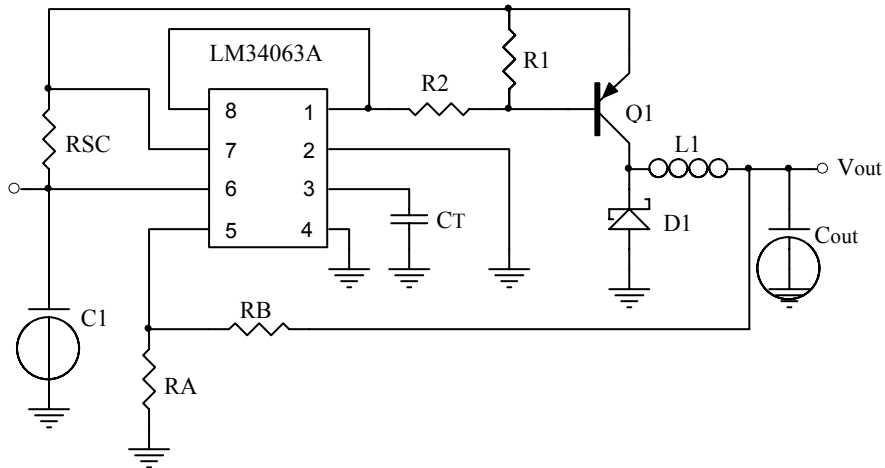 LM34063A
R1
R2
8
1
Q1
RSC
7
2
L1
6
3
Vout
5
4
CT
D1
Cout
C1
RB
RA